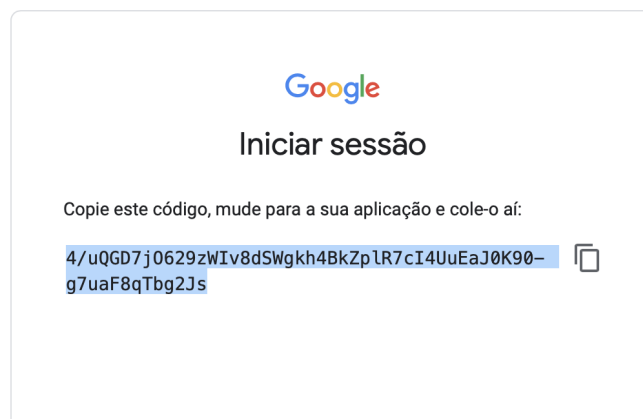 Google
Iniciar sessão
Copie este código, mude para a sua aplicação e cole-o aí:
4/uQGD7jO629zWIv8dSWgkh4BkZplR7cI4UuEaJ0K90–
g7uaF8qTbg2Js